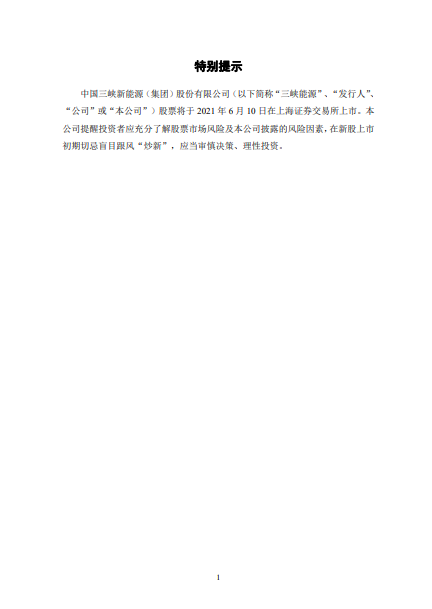 特别提示
中国三峡新能源（集团）股份有限公司（以下简称“三峡能源”、“发行人”、
“公司”或“本公司”）股票将于 2021 年 6 月 10 日在上海证券交易所上市。本
公司提醒投资者应充分了解股票市场风险及本公司披露的风险因素，在新股上市
初期切忌盲目跟风“炒新”，应当审慎决策、理性投资。
1